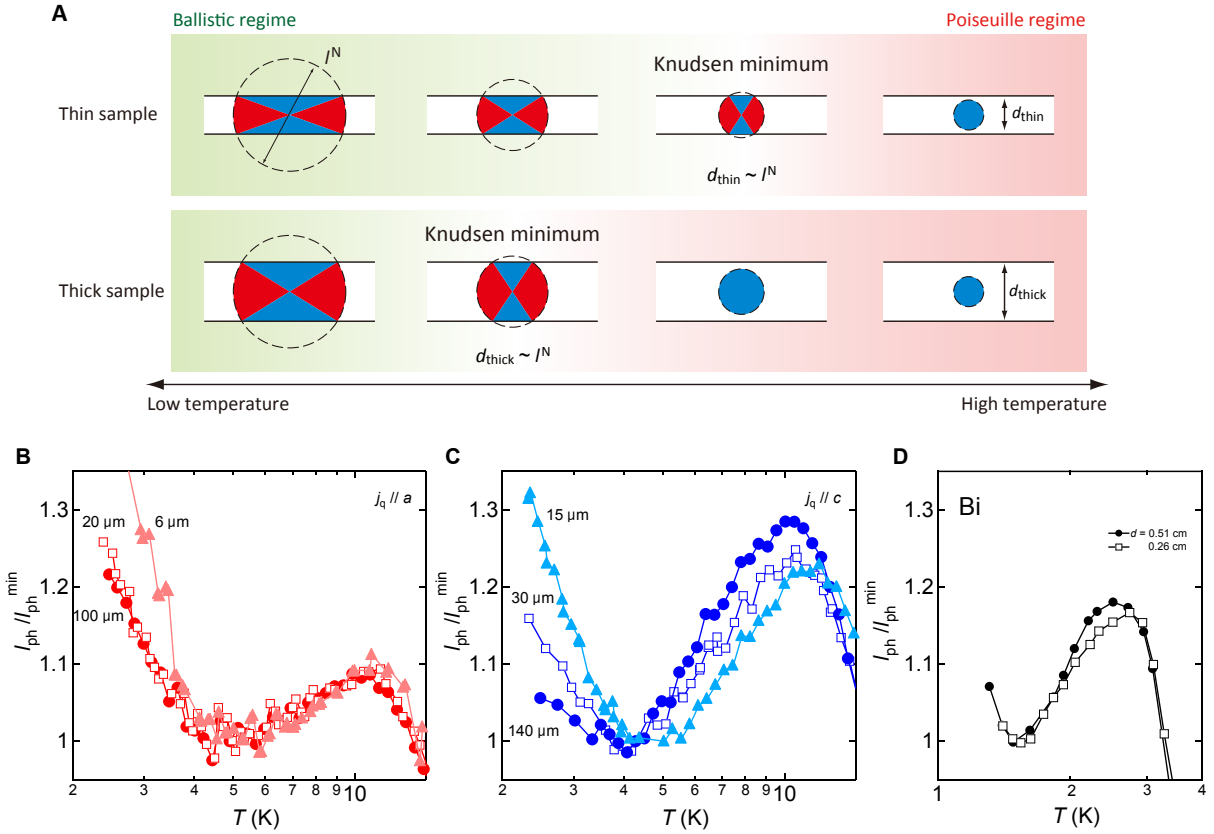 A
Ballistic regime
Poiseuille regime
Thin sample
l^N
Knudsen minimum
d_thin ~ l^N
d_thin
Thick sample
Knudsen minimum
d_thick ~ l^N
d_thick
Low temperature
High temperature
B
l_ph / l_ph^min
1.3
1.2
1.1
1
j_q // a
20 µm
6 µm
100 µm
2 3 4 5 6 7 8 9 10
T (K)
C
l_ph / l_ph^min
1.3
1.2
1.1
1
j_q // c
15 µm
30 µm
140 µm
2 3 4 5 6 7 8 9 10
T (K)
D
l_ph / l_ph^min
1.3
1.2
1.1
1
Bi
d = 0.51 cm
0.26 cm
1 2 3 4
T (K)